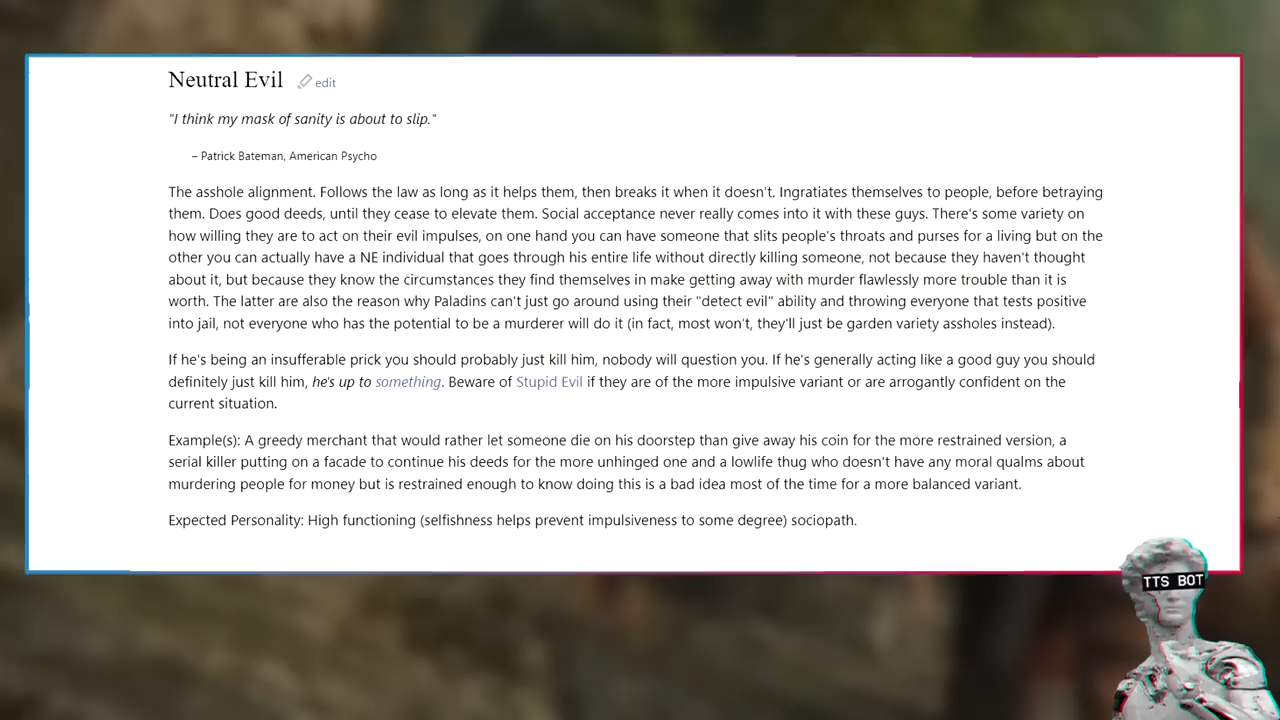 Neutral Evil edit
"I think my mask of sanity is about to slip."
– Patrick Bateman, American Psycho
The asshole alignment. Follows the law as long as it helps them, then breaks it when it doesn't. Ingratiates themselves to people, before betraying
them. Does good deeds, until they cease to elevate them. Social acceptance never really comes into it with these guys. There's some variety on
how willing they are to act on their evil impulses, on one hand you can have someone that slits people's throats and purses for a living but on the
other you can actually have a NE individual that goes through his entire life without directly killing someone, not because they haven't thought
about it, but because they know the circumstances they find themselves in make getting away with murder flawlessly more trouble than it is
worth. The latter are also the reason why Paladins can't just go around using their "detect evil" ability and throwing everyone that tests positive
into jail, not everyone who has the potential to be a murderer will do it (in fact, most won't, they'll just be garden variety assholes instead).
If he's being an insufferable prick you should probably just kill him, nobody will question you. If he's generally acting like a good guy you should
definitely just kill him, he's up to something. Beware of Stupid Evil if they are of the more impulsive variant or are arrogantly confident on the
current situation.
Example(s): A greedy merchant that would rather let someone die on his doorstep than give away his coin for the more restrained version, a
serial killer putting on a facade to continue his deeds for the more unhinged one and a lowlife thug who doesn't have any moral qualms about
murdering people for money but is restrained enough to know doing this is a bad idea most of the time for a more balanced variant.
Expected Personality: High functioning (selfishness helps prevent impulsiveness to some degree) sociopath.
TTS BOT